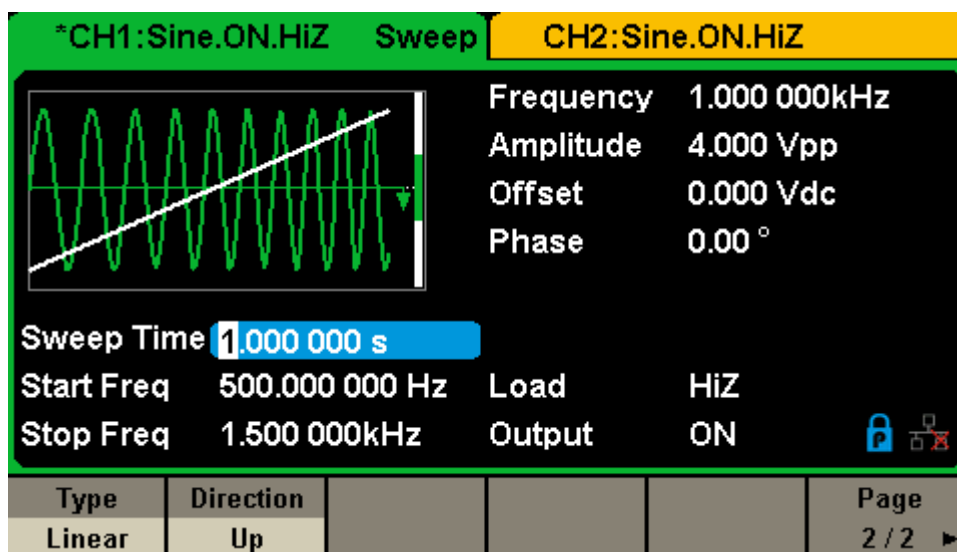 *CH1:Sine.ON.HiZ Sweep CH2:Sine.ON.HiZ
Frequency 1.000 000kHz
Amplitude 4.000 Vpp
Offset 0.000 Vdc
Phase 0.00 °
Sweep Time 1.000 000 s
Start Freq 500.000 000 Hz Load HiZ
Stop Freq 1.500 000kHz Output ON P
Type Direction Page
Linear Up 2 / 2